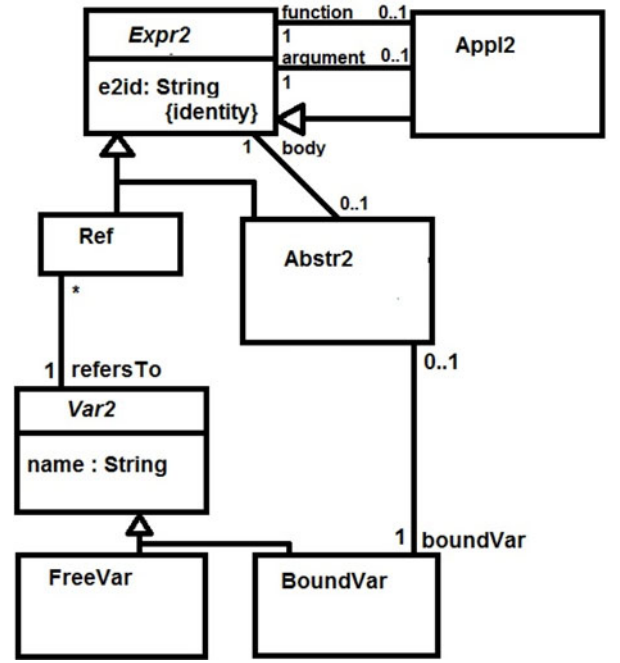 Expr2
e2id: String
{identity}
function 0..1
1
argument 0..1
1
Appl2
1 body
0..1
Ref
Abstr2
*
1 refersTo
0..1
Var2
name : String
1 boundVar
FreeVar
BoundVar